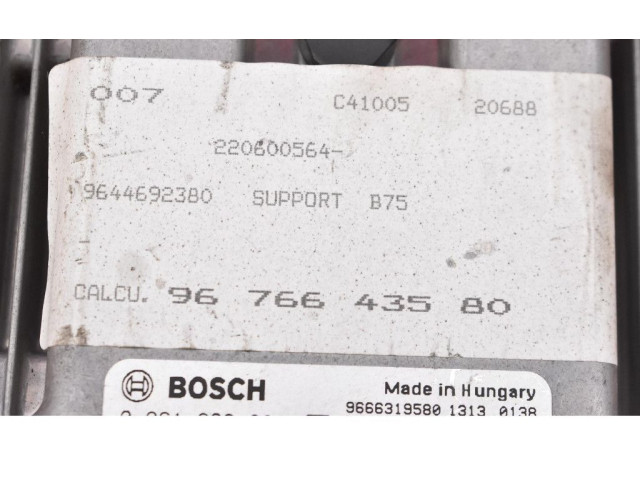 007 C41005 20688
220600564-
9644692380 SUPPORT B75
-
CALCU. 96 766 435 80
BOSCH Made in Hungary
9666319580 1313 0138